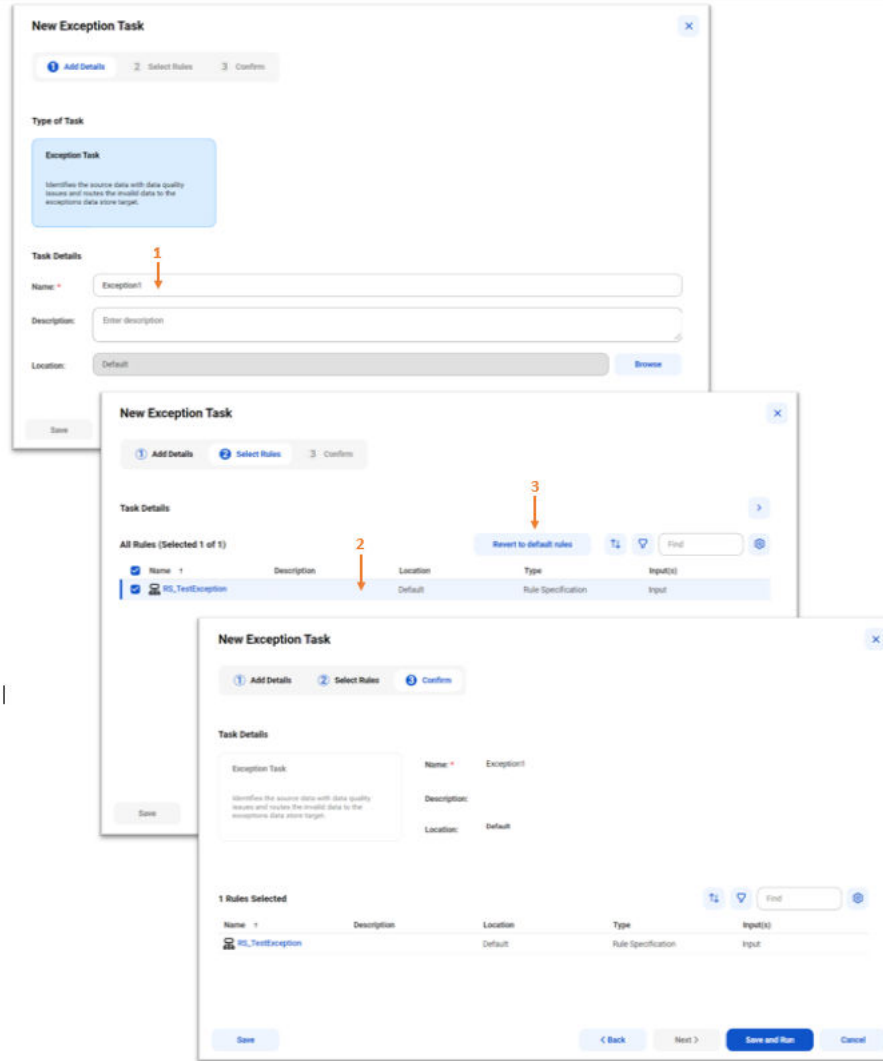 New Exception Task
1 Add Details 2 Select Rules 3 Confirm
Type of Task
Exception Task
Identifies the source data with data quality
issues and routes the invalid data to the
exceptions data store target.
Task Details
1
Name: * Exception1
Description: Enter description
Location: Default Browse
Save
New Exception Task
1 Add Details 2 Select Rules 3 Confirm
3
Task Details
All Rules (Selected 1 of 1) 2 Revert to default rules Find
Name ↑ Description Location Type Input(s)
RS_TestException Default Rule Specification Input
Save
New Exception Task
1 Add Details 2 Select Rules 3 Confirm
Task Details
Exception Task
Identifies the source data with data quality
issues and routes the invalid data to the
exceptions data store target.
Name: * Exception1
Description:
Location: Default
1 Rules Selected Find
Name ↑ Description Location Type Input(s)
RS_TestException Default Rule Specification Input
Save < Back Next > Save and Run Cancel